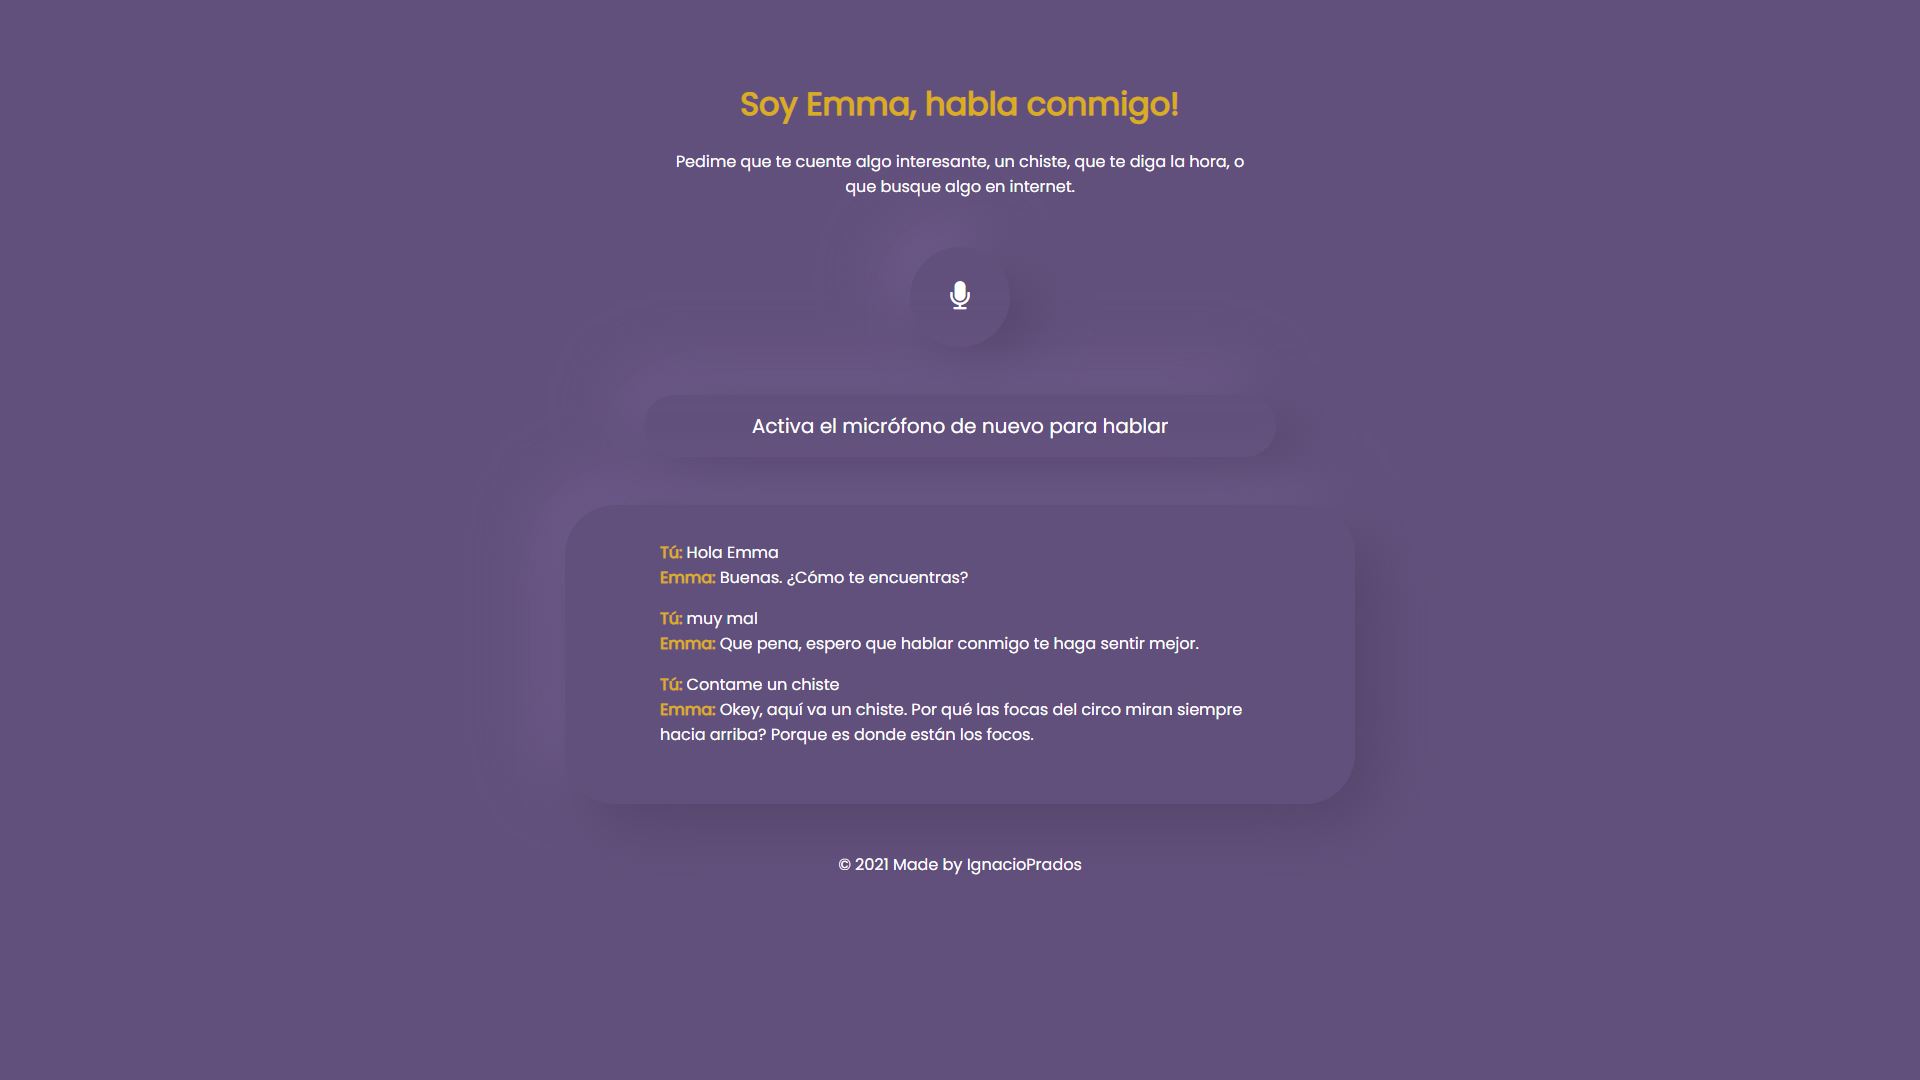 Soy Emma, habla conmigo!
Pedime que te cuente algo interesante, un chiste, que te diga la hora, o
que busque algo en internet.
Activa el micrófono de nuevo para hablar
Tú: Hola Emma
Emma: Buenas. ¿Cómo te encuentras?
Tú: muy mal
Emma: Que pena, espero que hablar conmigo te haga sentir mejor.
Tú: Contame un chiste
Emma: Okey, aquí va un chiste. Por qué las focas del circo miran siempre
hacia arriba? Porque es donde están los focos.
© 2021 Made by IgnacioPrados